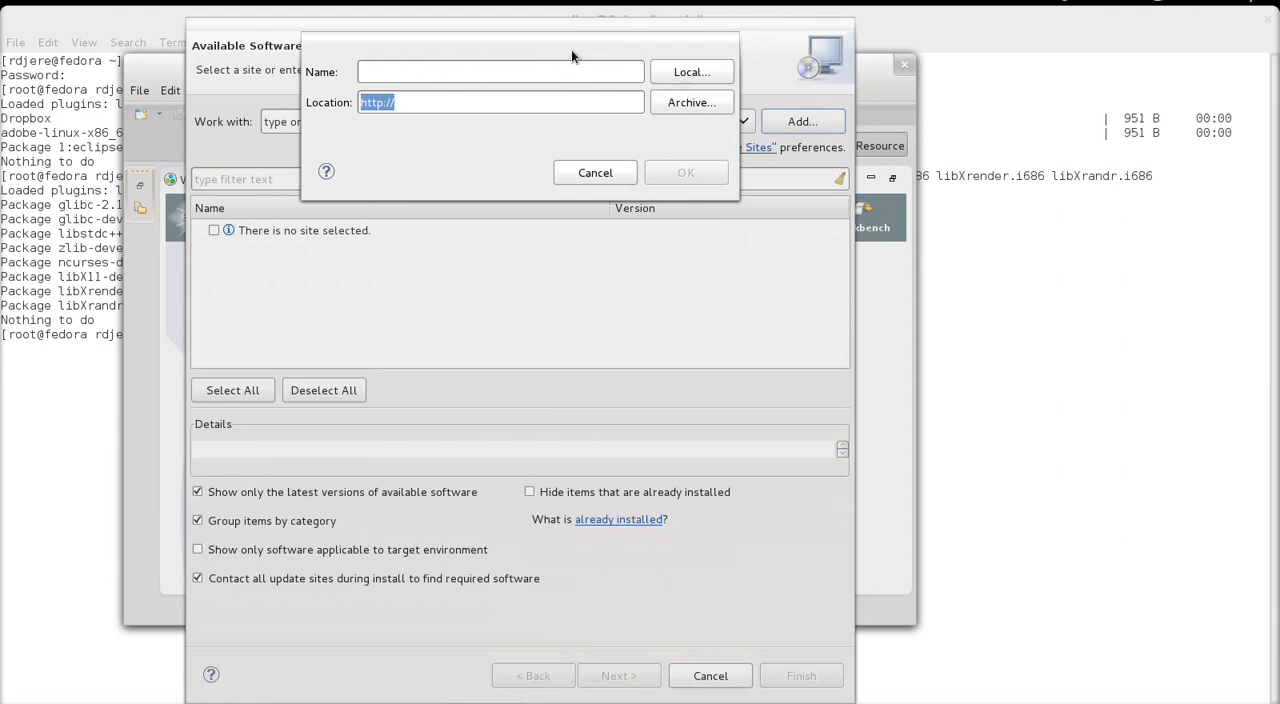 File Edit View Search Term
[rdjere@fedora ~]
Password:
[root@fedora rdje
Loaded plugins: l
Dropbox | 951 B 00:00
adobe-linux-x86_6 | 951 B 00:00
Package 1:eclipse
Nothing to do
[root@fedora rdje 86 libXrender.i686 libXrandr.i686
Loaded plugins: l
Package glibc-2.1
Package glibc-dev
Package libstdc++
Package zlib-deve
Package ncurses-d
Package libX11-de
Package libXrende
Package libXrandr
Nothing to do
[root@fedora rdje
File Edit
Resource
kbench
Available Software
Select a site or ente
Work with: type or Add...
e Sites" preferences.
type filter text
Name Version
There is no site selected.
Select All Deselect All
Details
Show only the latest versions of available software
Hide items that are already installed
Group items by category
What is already installed?
Show only software applicable to target environment
Contact all update sites during install to find required software
< Back Next > Cancel Finish
Name: Local...
Location: http:// Archive...
Cancel OK